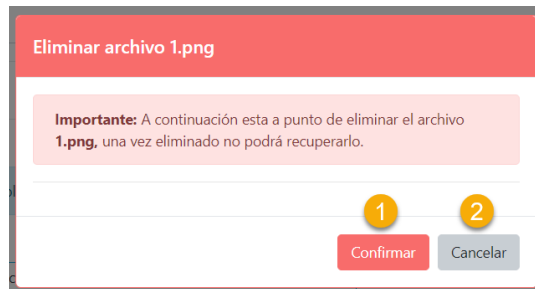 Eliminar archivo 1.png
Importante: A continuación esta a punto de eliminar el archivo
1.png, una vez eliminado no podrá recuperarlo.
1 2
Confirmar Cancelar